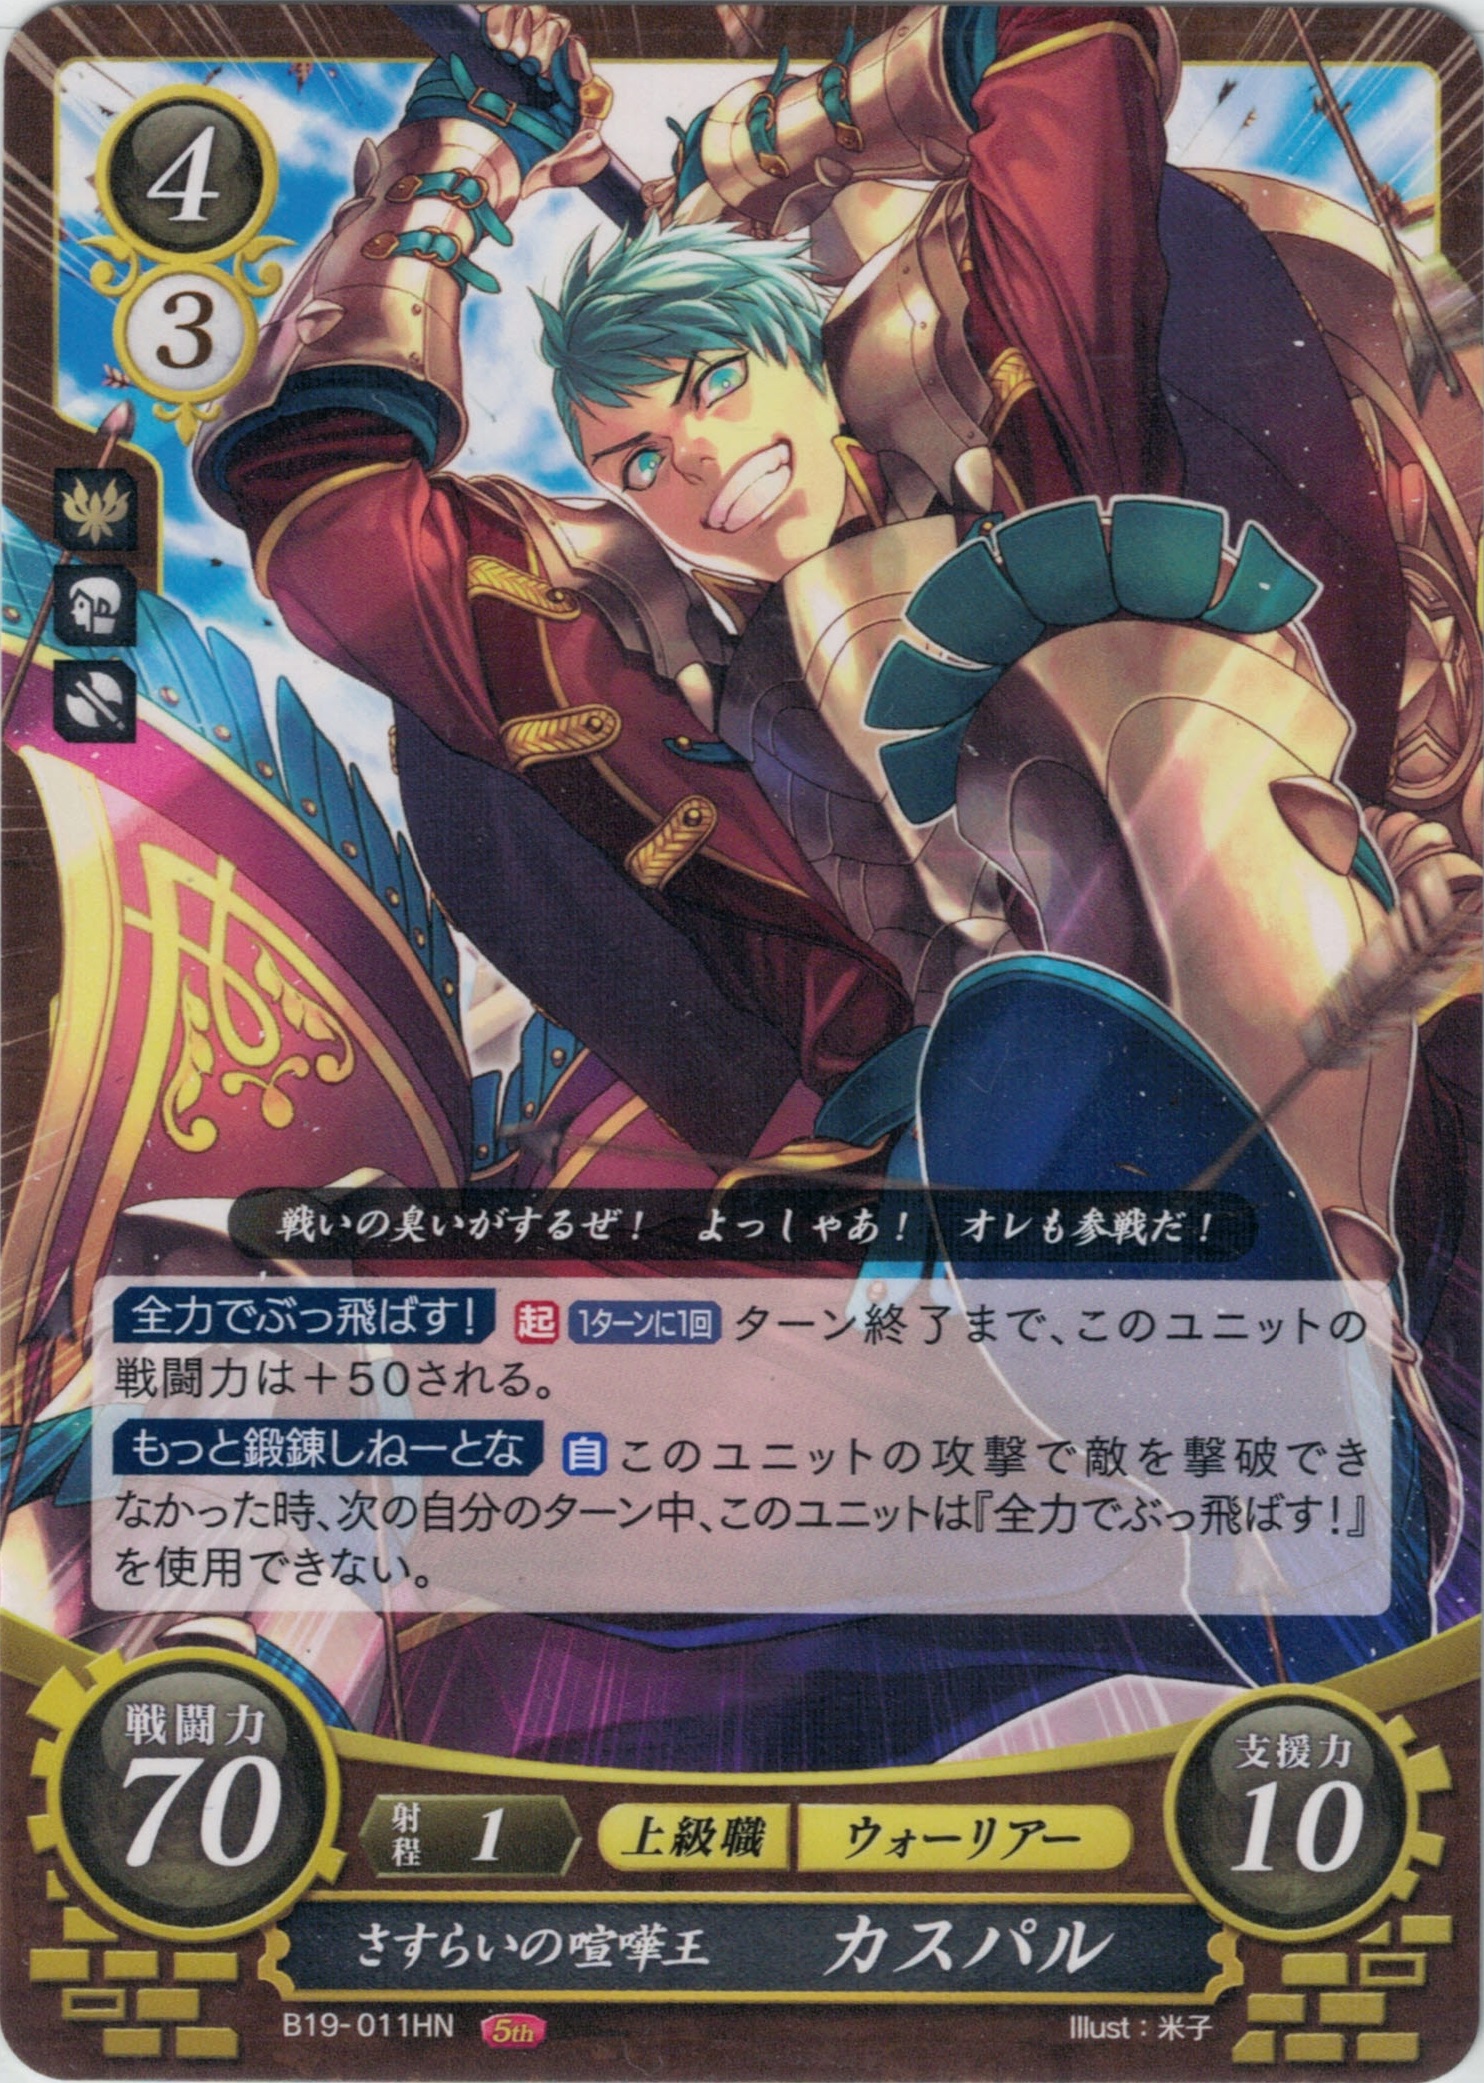 4
3
戦いの臭いがするぜ！　よっしゃあ！　オレも参戦だ！
全力でぶっ飛ばす！ 起 1ターンに1回 ターン終了まで、このユニットの
戦闘力は＋50される。
もっと鍛錬しねーとな 自 このユニットの攻撃で敵を撃破でき
なかった時、次の自分のターン中、このユニットは『全力でぶっ飛ばす！』
を使用できない。
戦闘力
70
射程 1
上級職 ウォーリアー
支援力
10
さすらいの喧嘩王 カスパル
B19-011HN 5th
Illust：米子